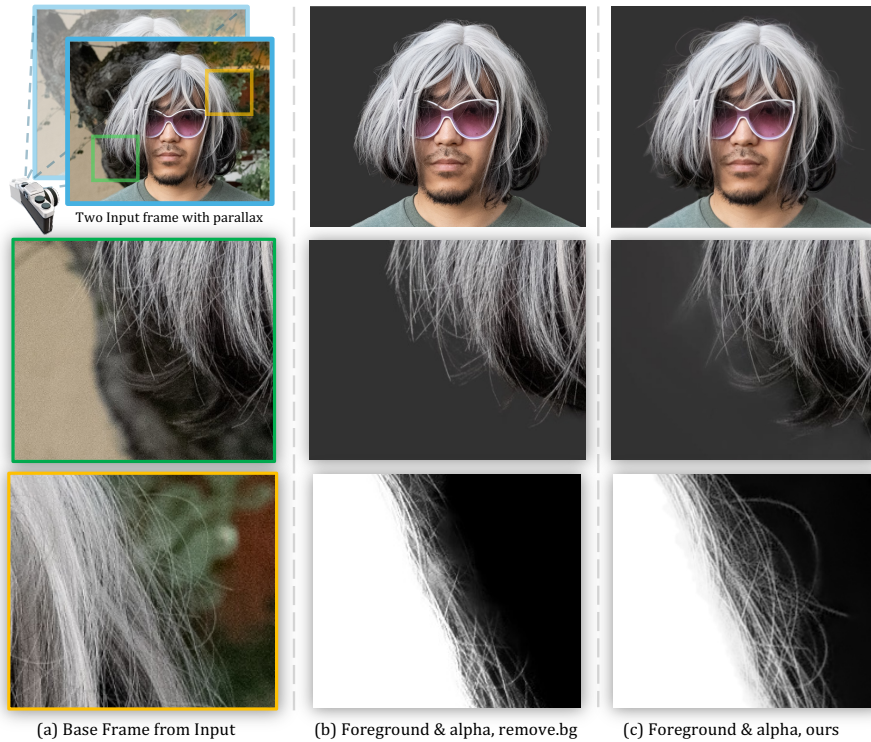 Two Input frame with parallax
(a) Base Frame from Input
(b) Foreground & alpha, remove.bg
(c) Foreground & alpha, ours